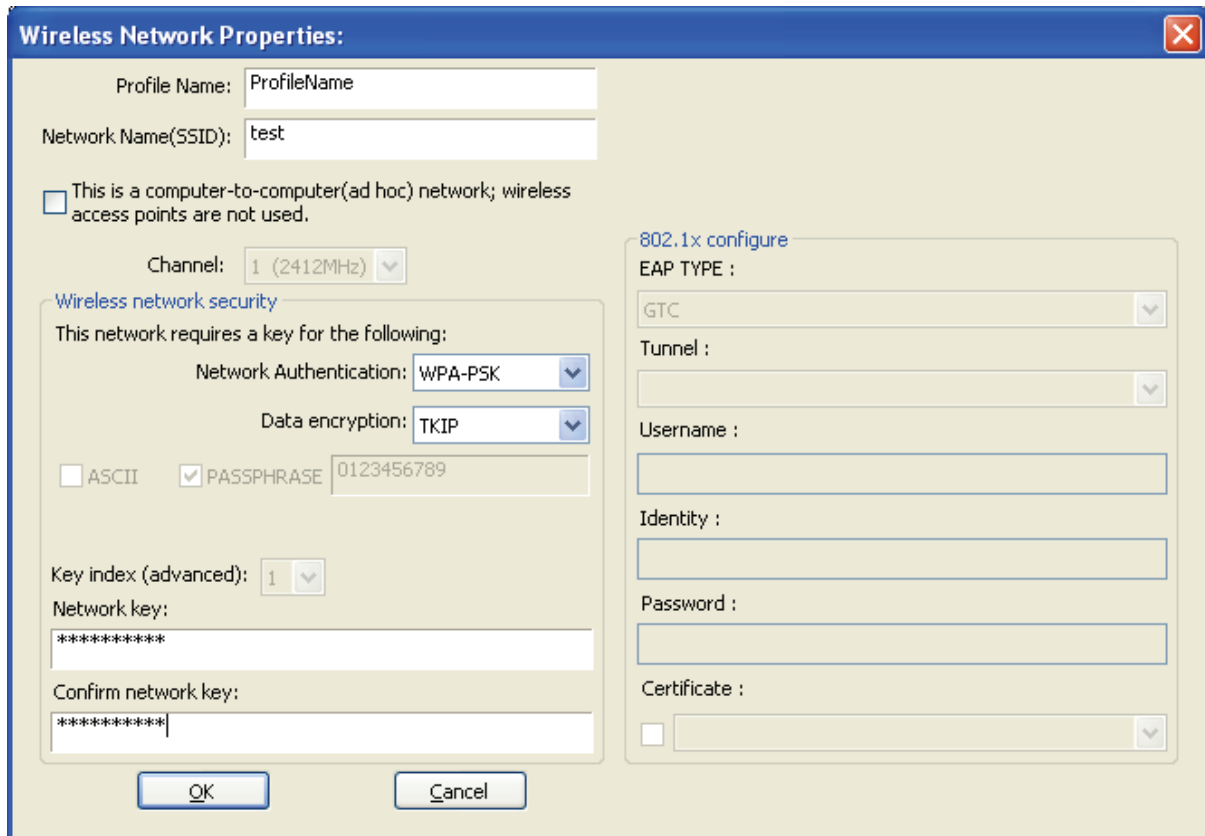 Wireless Network Properties:
Profile Name: ProfileName
Network Name(SSID): test
This is a computer-to-computer(ad hoc) network; wireless
access points are not used.
Channel: 1 (2412MHz)
Wireless network security
This network requires a key for the following:
Network Authentication: WPA-PSK
Data encryption: TKIP
ASCII PASSPHRASE 0123456789
Key index (advanced): 1
Network key:
**********
Confirm network key:
**********
OK Cancel
802.1x configure
EAP TYPE :
GTC
Tunnel :
Username :
Identity :
Password :
Certificate :